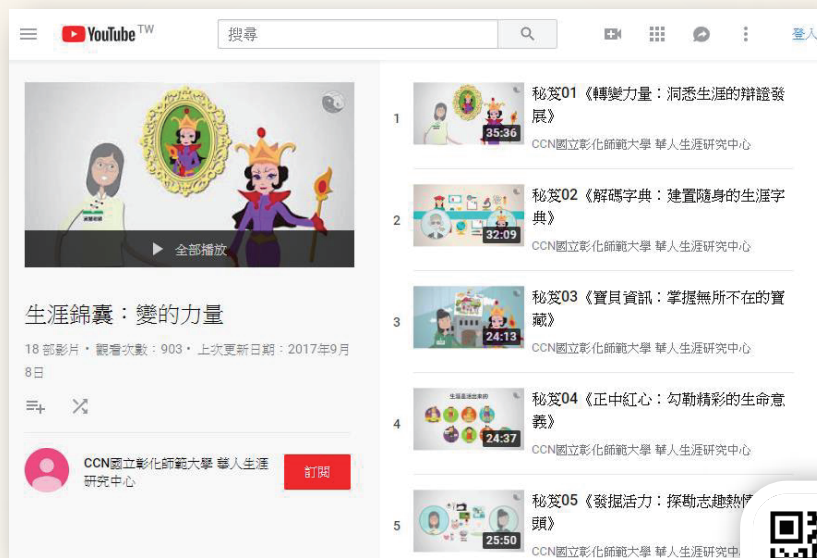 YouTube TW
搜尋
登入
全部播放
生涯錦囊：變的力量
18 部影片・觀看次數：903・上次更新日期：2017年9月
8日
CCN國立彰化師範大學 華人生涯
研究中心
訂閱
1
35:36
秘笈01《轉變力量：洞悉生涯的辯證發
展》
CCN國立彰化師範大學 華人生涯研究中心
2
32:09
秘笈02《解碼字典：建置隨身的生涯字
典》
CCN國立彰化師範大學 華人生涯研究中心
3
24:13
秘笈03《寶貝資訊：掌握無所不在的寶
藏》
CCN國立彰化師範大學 華人生涯研究中心
4
24:37
秘笈04《正中紅心：勾勒精彩的生命意
義》
CCN國立彰化師範大學 華人生涯研究中心
5
25:50
秘笈05《發掘活力：探勘志趣熱情
頭》
CCN國立彰化師範大學 華人生涯研究中